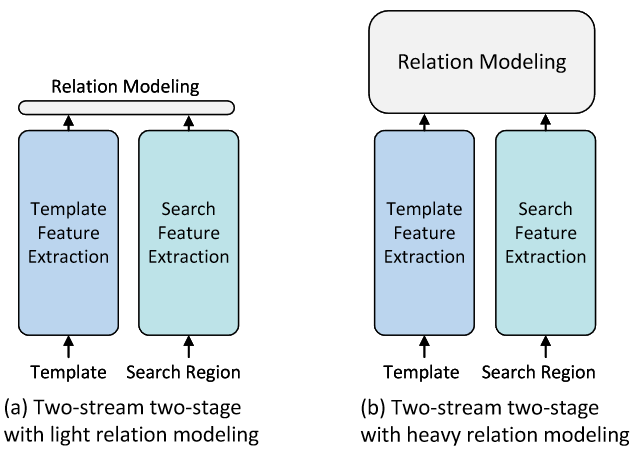 Relation Modeling
Template
Feature
Extraction
Search
Feature
Extraction
Template
Search Region
(a) Two-stream two-stage
with light relation modeling
Relation Modeling
Template
Feature
Extraction
Search
Feature
Extraction
Template
Search Region
(b) Two-stream two-stage
with heavy relation modeling